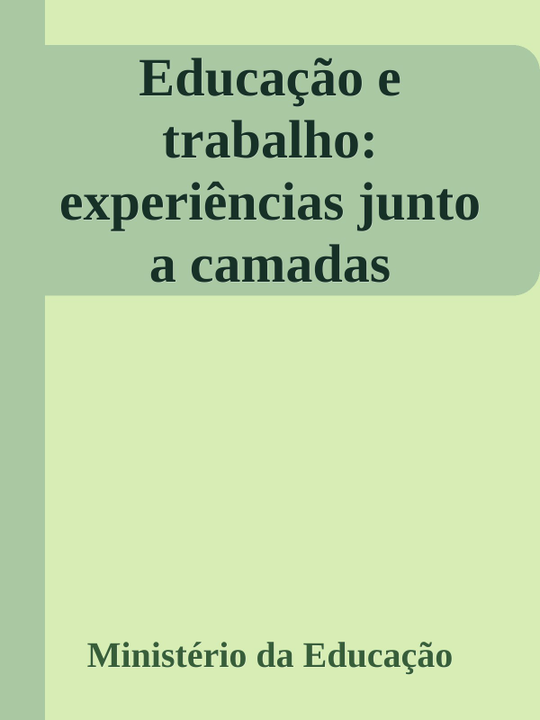 Educação e
trabalho:
experiências junto
a camadas
Ministério da Educação